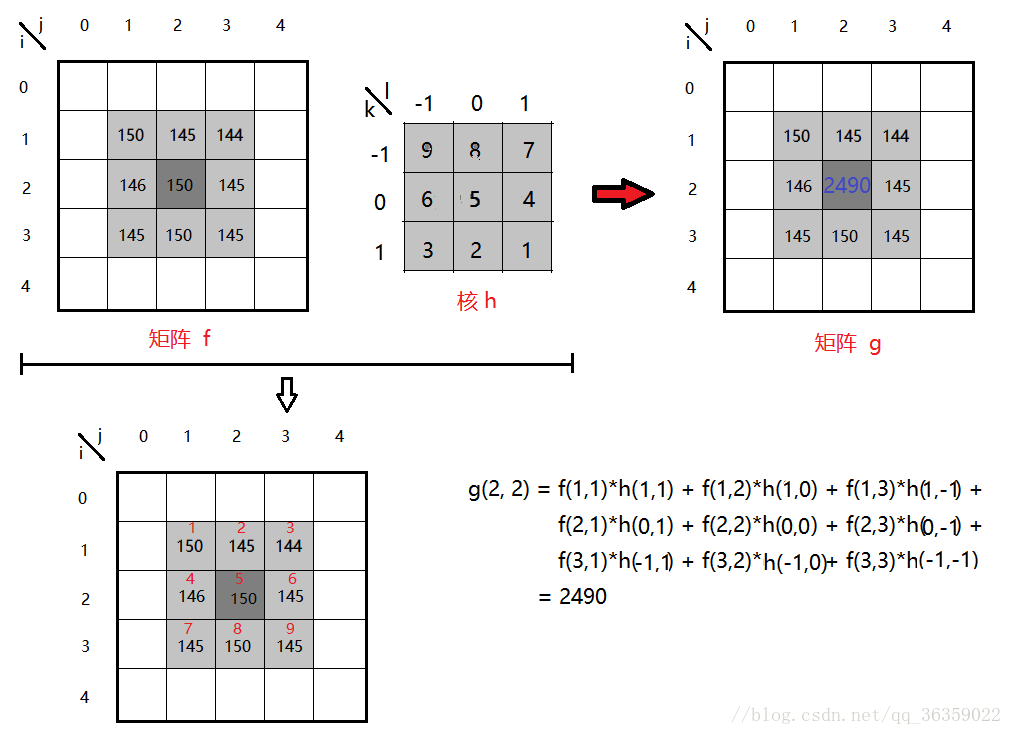 j 0 1 2 3 4
i
0
1 150 145 144
2 146 150 145
3 145 150 145
4
矩阵 f
l -1 0 1
k
-1 9 8 7
0 6 5 4
1 3 2 1
核 h
j 0 1 2 3 4
i
0
1 150 145 144
2 146 2490 145
3 145 150 145
4
矩阵 g
j 0 1 2 3 4
i
0
1 2 3
1 150 145 144
4 5 6
2 146 150 145
7 8 9
3 145 150 145
4
g(2, 2) = f(1,1)*h(1,1) + f(1,2)*h(1,0) + f(1,3)*h(1,-1) +
f(2,1)*h(0,1) + f(2,2)*h(0,0) + f(2,3)*h(0,-1) +
f(3,1)*h(-1,1) + f(3,2)*h(-1,0)+ f(3,3)*h(-1,-1)
= 2490
//blog.csdn.net/qq_36359022